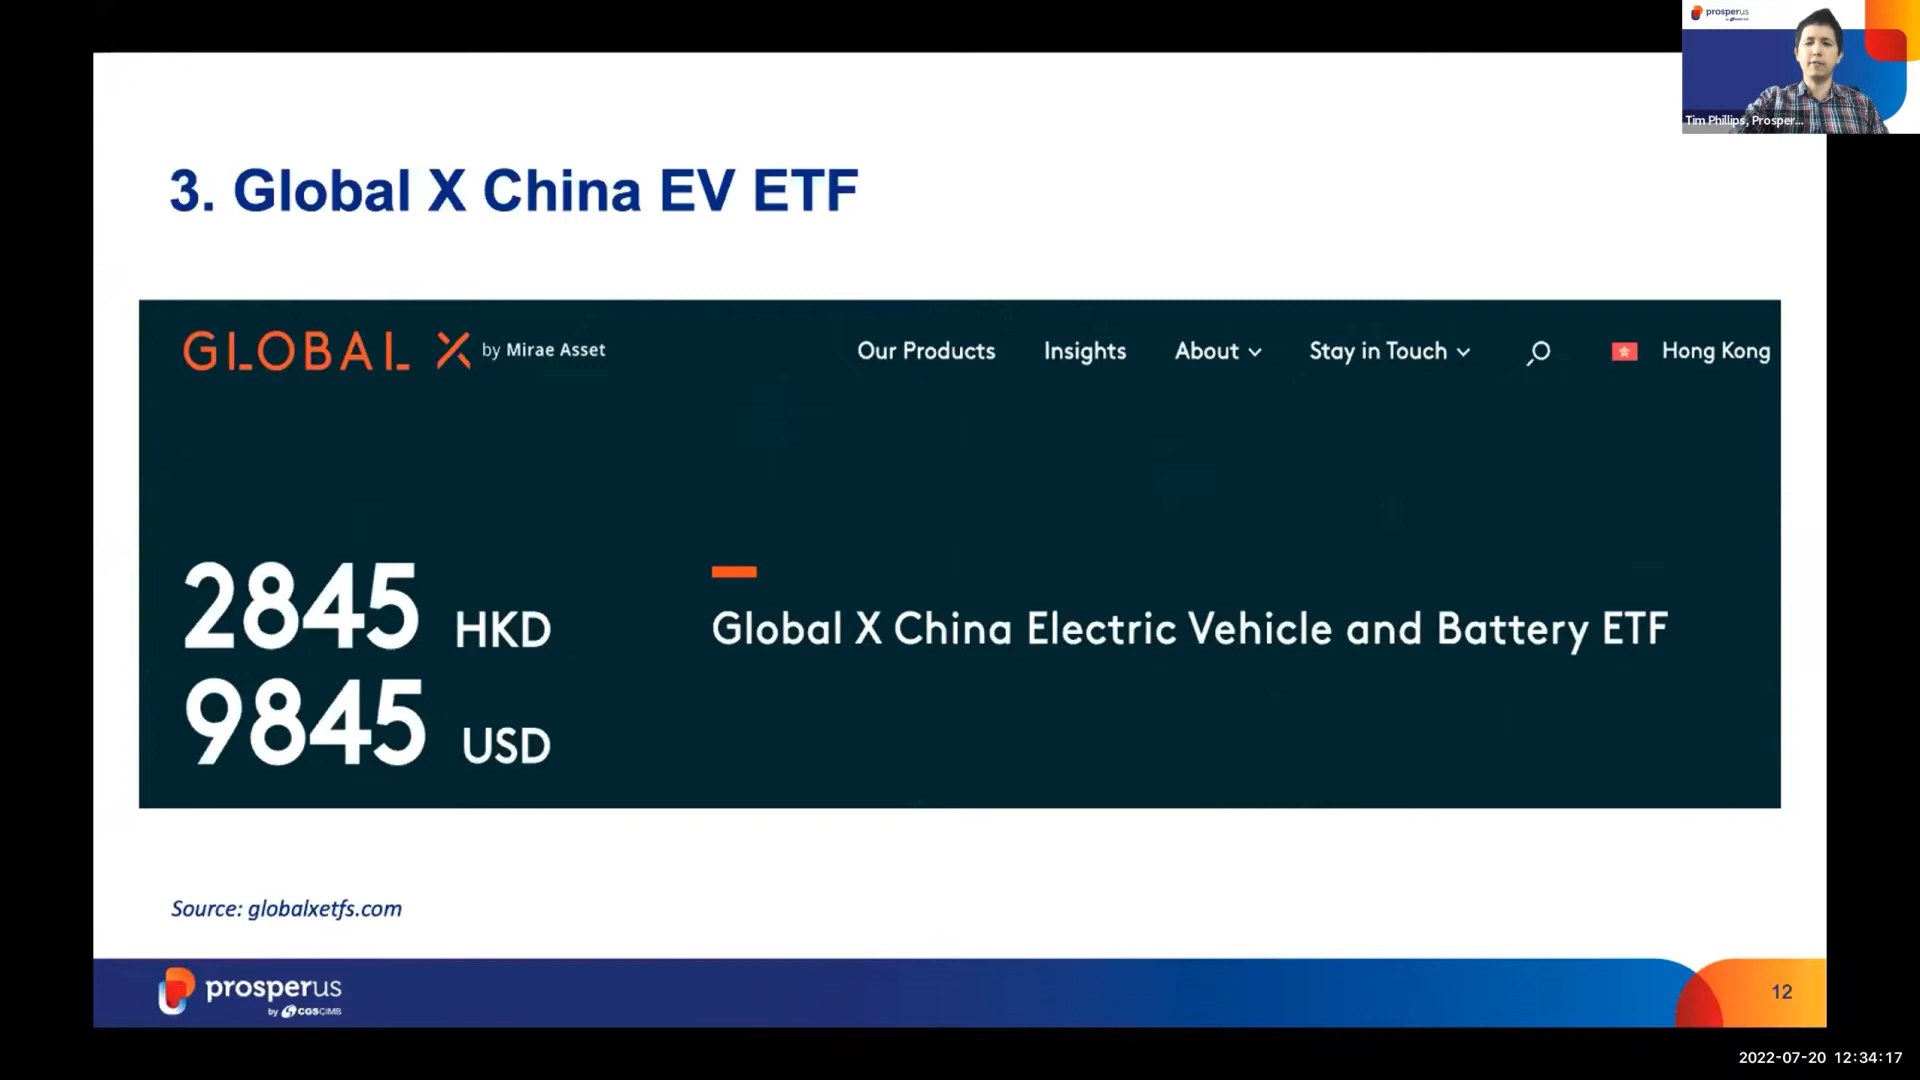 prosperus
Tim Phillips, Prosper...
3. Global X China EV ETF
GLOBAL X by Mirae Asset
Our Products
Insights
About
Stay in Touch
Hong Kong
2845 HKD
9845 USD
Global X China Electric Vehicle and Battery ETF
Source: globalxetfs.com
prosperus
by CGS CIMB
12
2022-07-20 12:34:17